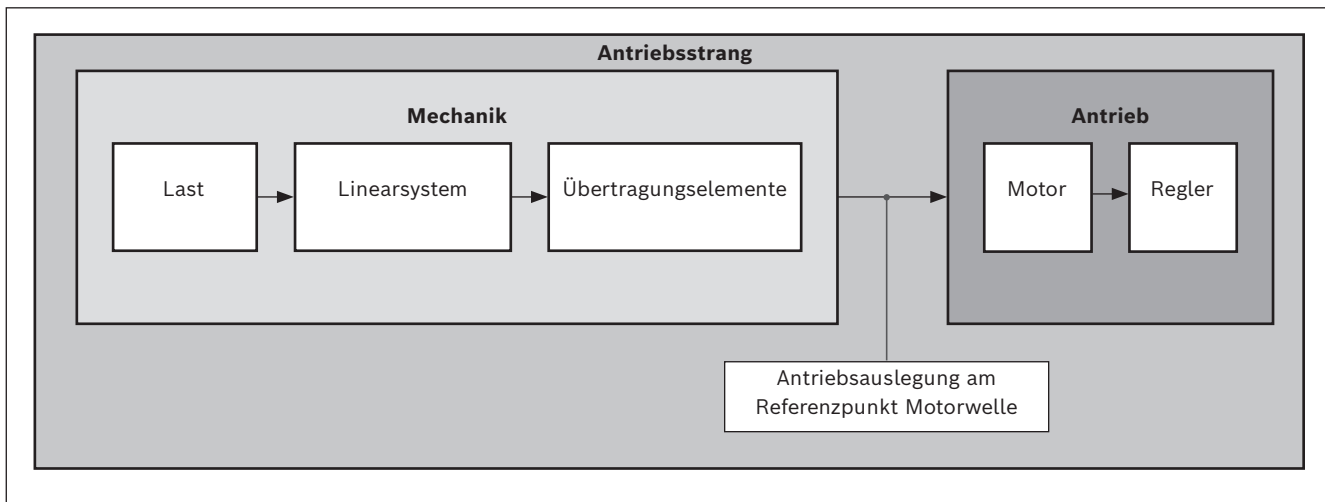 Antriebsstrang
Mechanik
Last
Linearsystem
Übertragungselemente
Antrieb
Motor
Regler
Antriebsauslegung am
Referenzpunkt Motorwelle